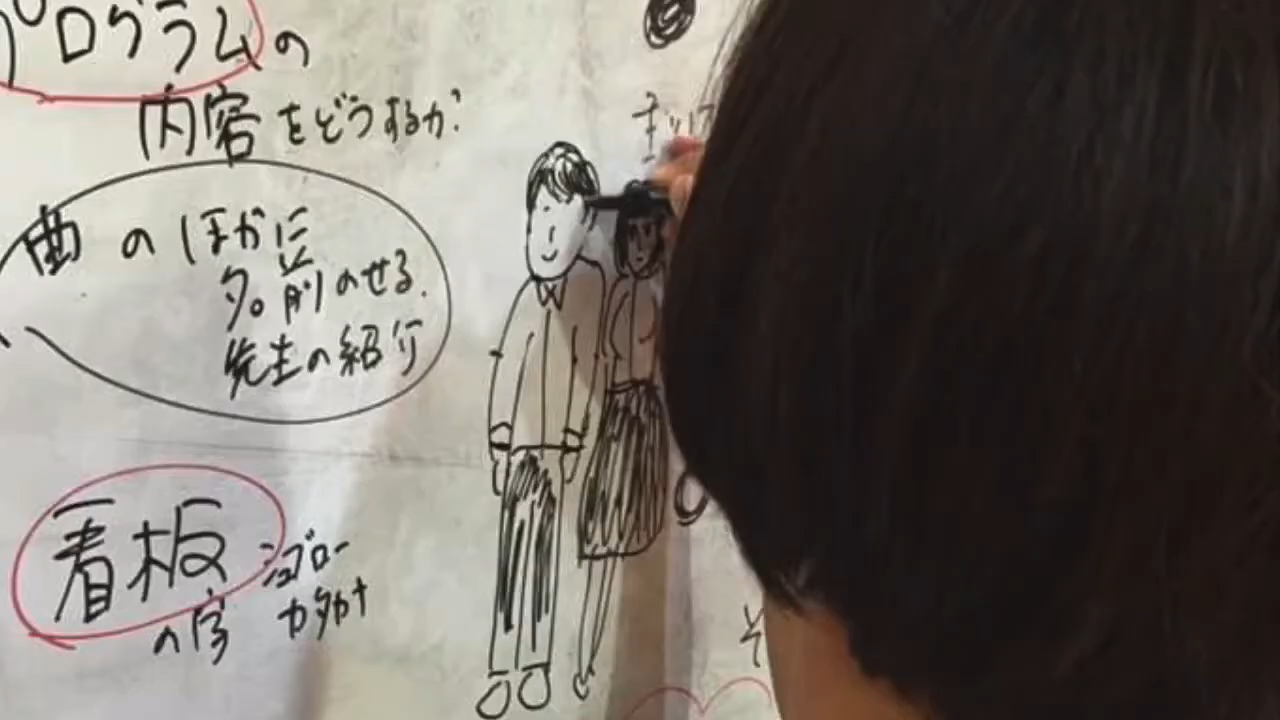 プログラムの
内容をどうするか?
曲のほかに
名前のせる.
先生の紹介
看板
の字
カタカナ